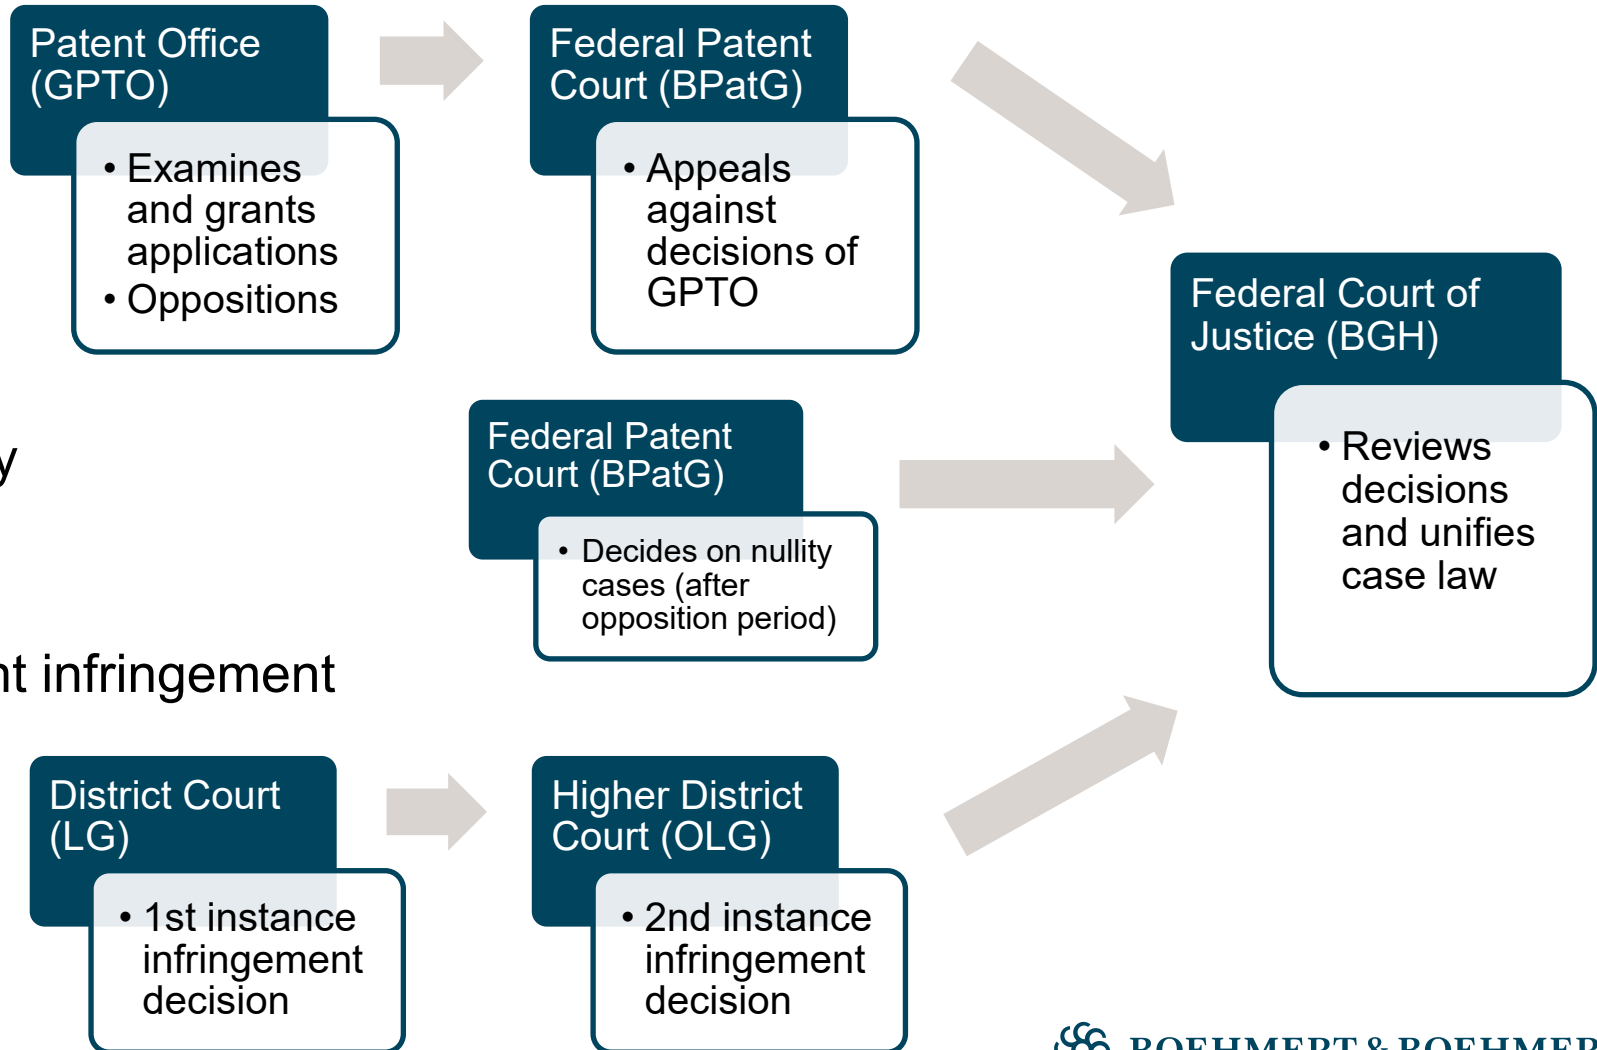 Patent Office
(GPTO)
• Examines
and grants
applications
• Oppositions
Federal Patent
Court (BPatG)
• Appeals
against
decisions of
GPTO
Federal Court of
Justice (BGH)
• Reviews
decisions
and unifies
case law
y
Federal Patent
Court (BPatG)
• Decides on nullity
cases (after
opposition period)
nt infringement
District Court
(LG)
• 1st instance
infringement
decision
Higher District
Court (OLG)
• 2nd instance
infringement
decision
BOEHMERT & BOEHMER